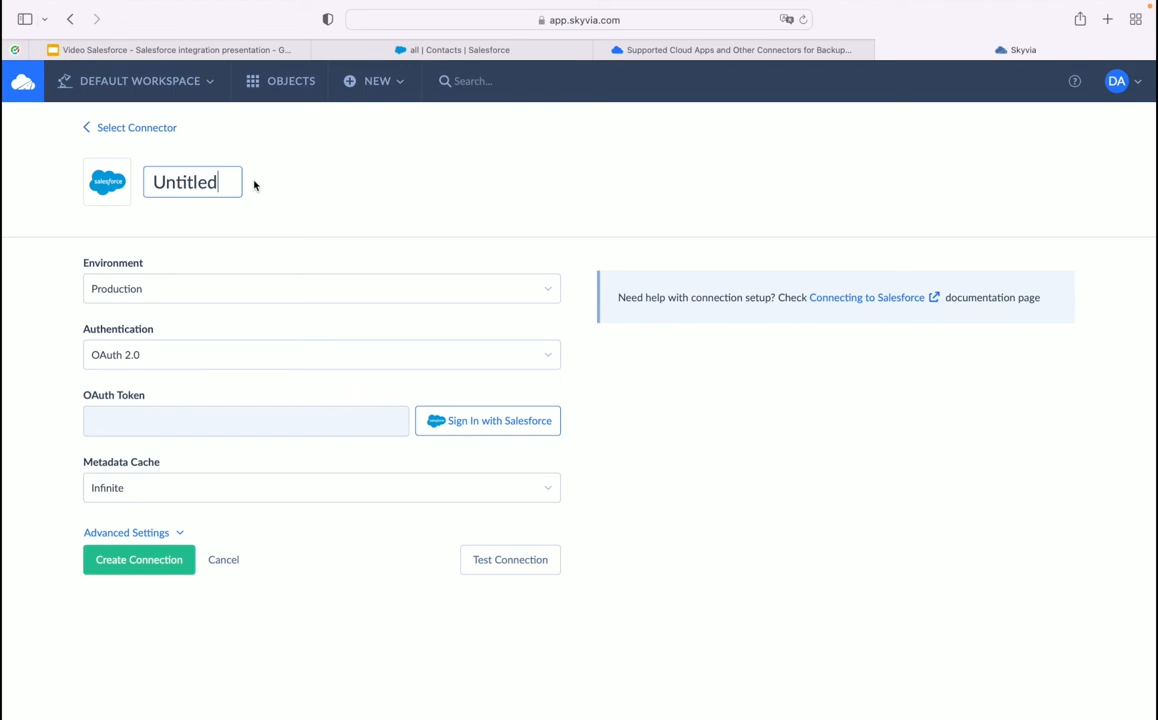 app.skyvia.com
Video Salesforce - Salesforce integration presentation - G...
all | Contacts | Salesforce
Supported Cloud Apps and Other Connectors for Backup...
Skyvia
DEFAULT WORKSPACE
OBJECTS
NEW
Search...
DA
Select Connector
salesforce
Untitled
Environment
Production
Need help with connection setup? Check Connecting to Salesforce documentation page
Authentication
OAuth 2.0
OAuth Token
Sign In with Salesforce
Metadata Cache
Infinite
Advanced Settings
Create Connection
Cancel
Test Connection